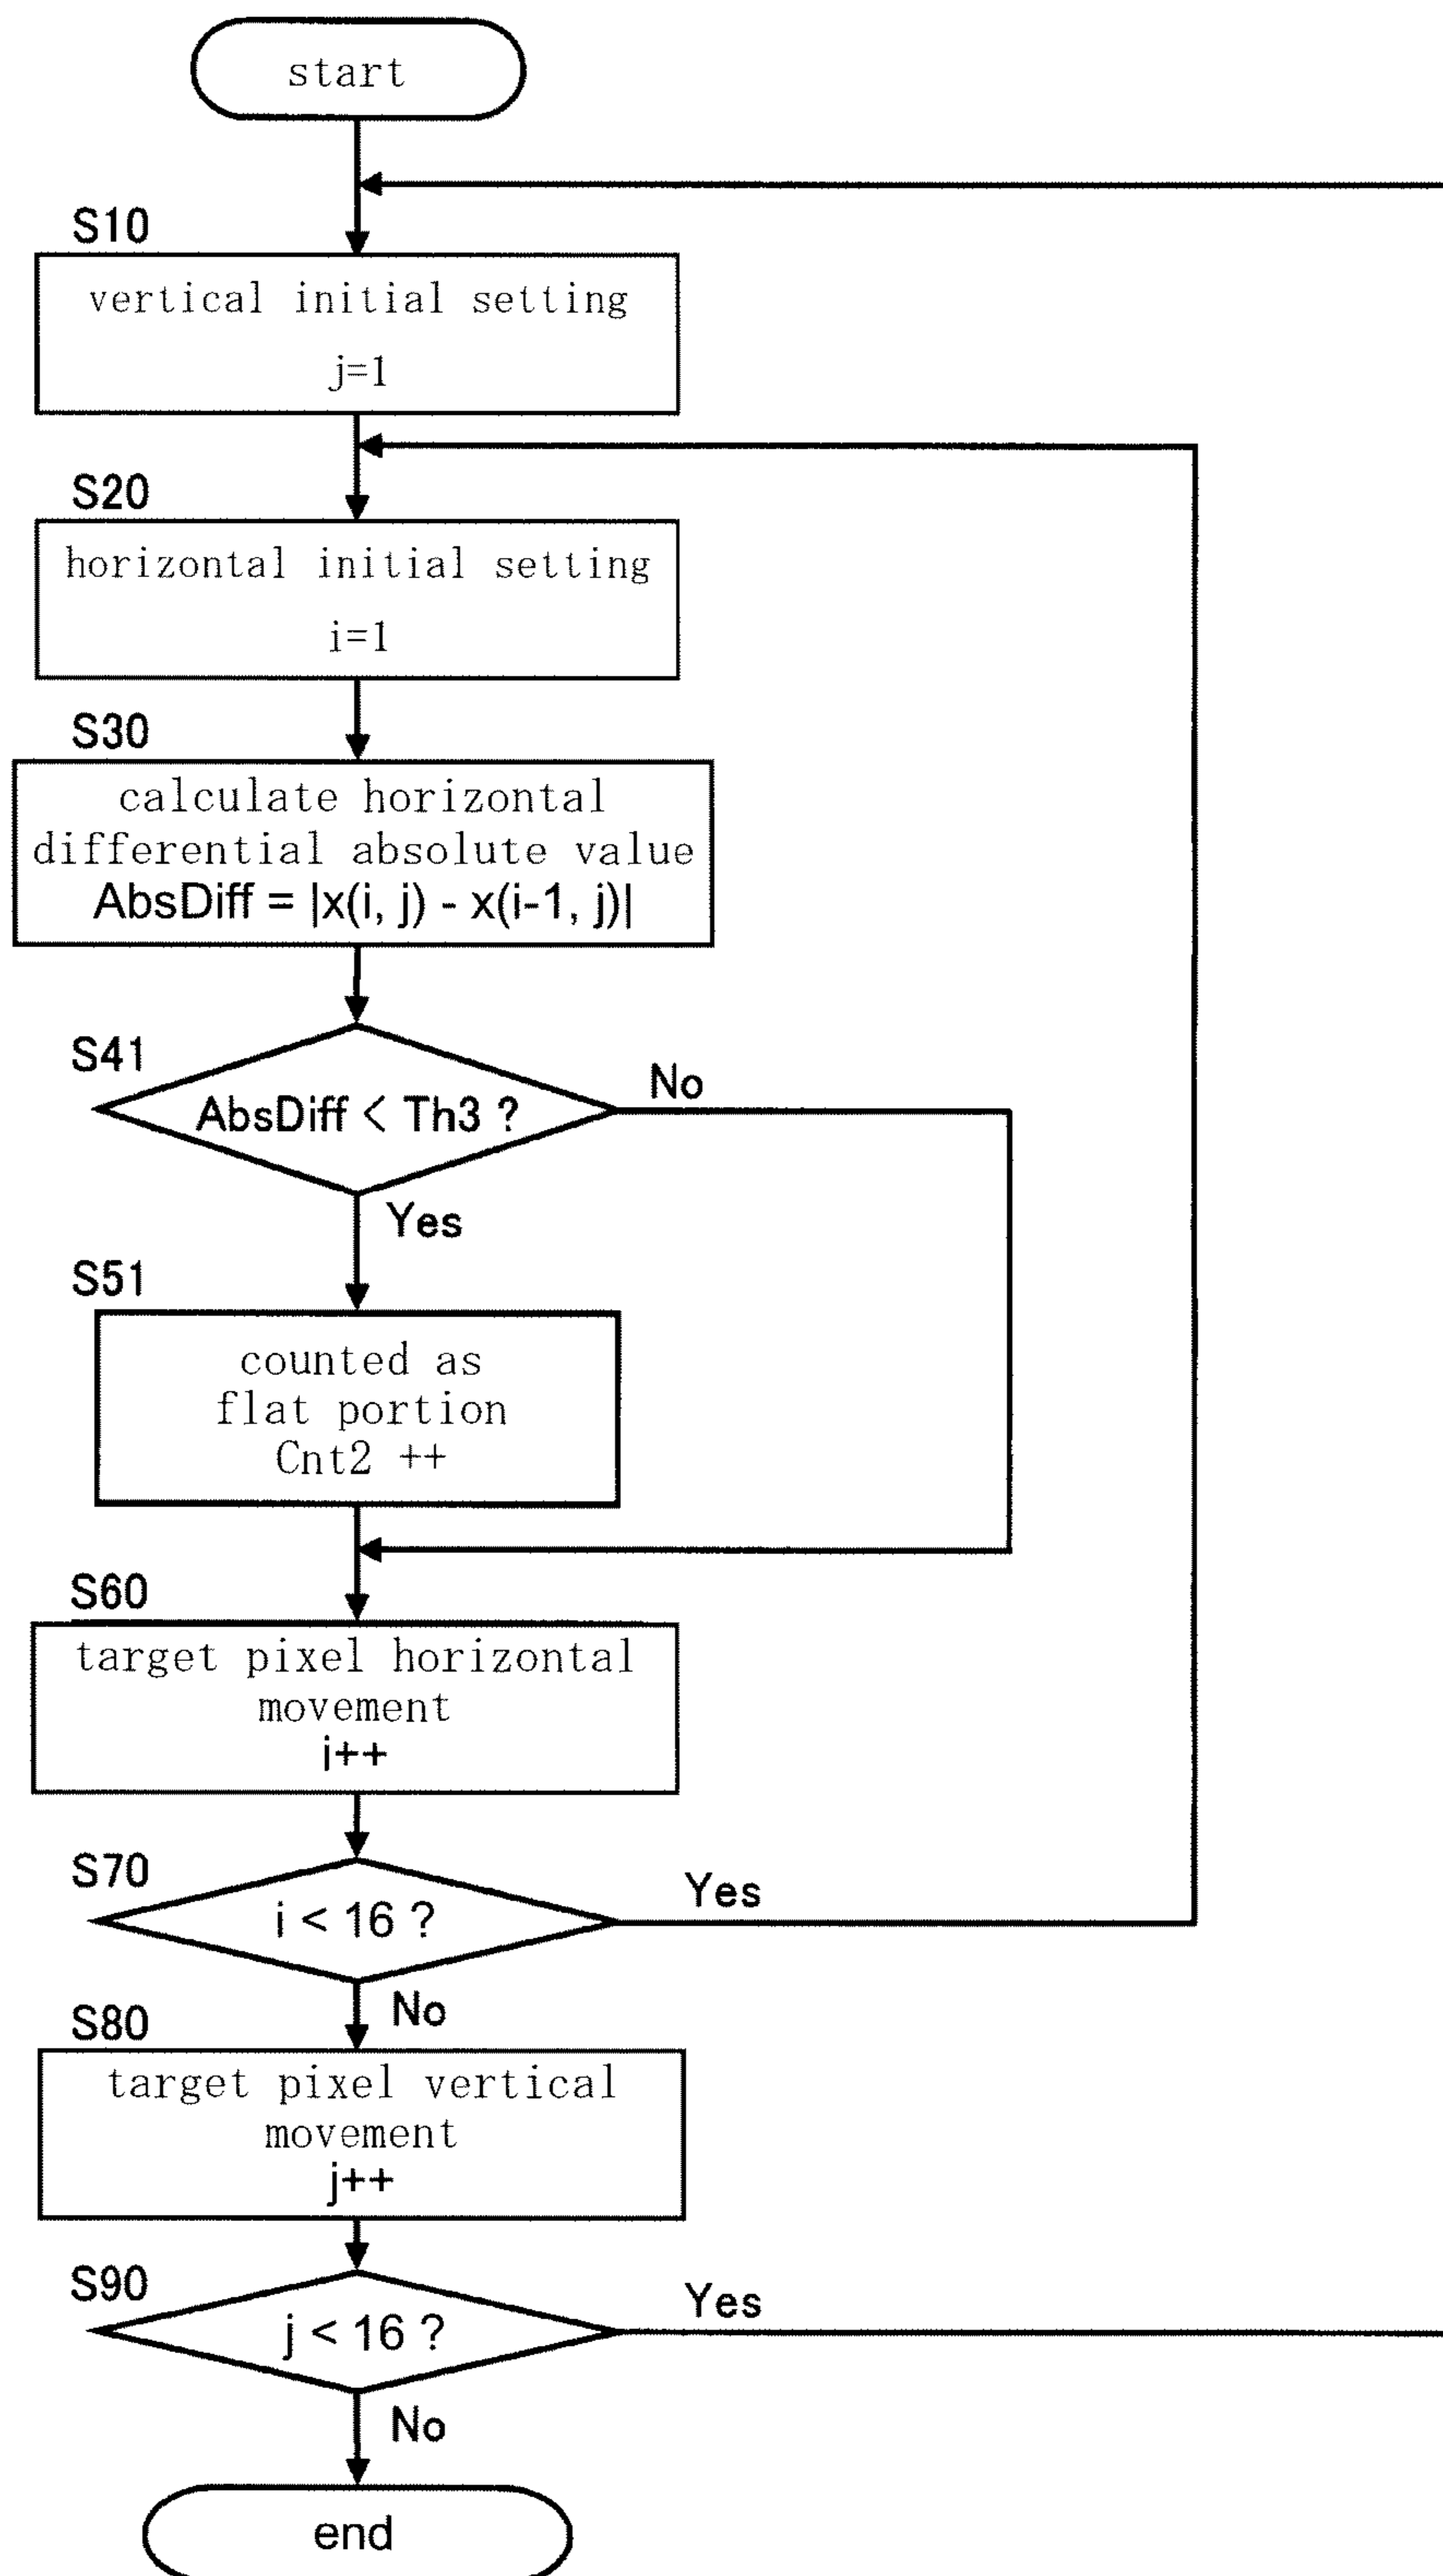 start
S10
vertical initial setting
j=1
S20
horizontal initial setting
i=1
S30
calculate horizontal
differential absolute value
AbsDiff = |x(i, j) - x(i-1, j)|
S41
AbsDiff < Th3 ?
No
Yes
S51
counted as
flat portion
Cnt2 ++
S60
target pixel horizontal
movement
i++
S70
i < 16 ?
Yes
No
S80
target pixel vertical
movement
j++
S90
j < 16 ?
Yes
No
end